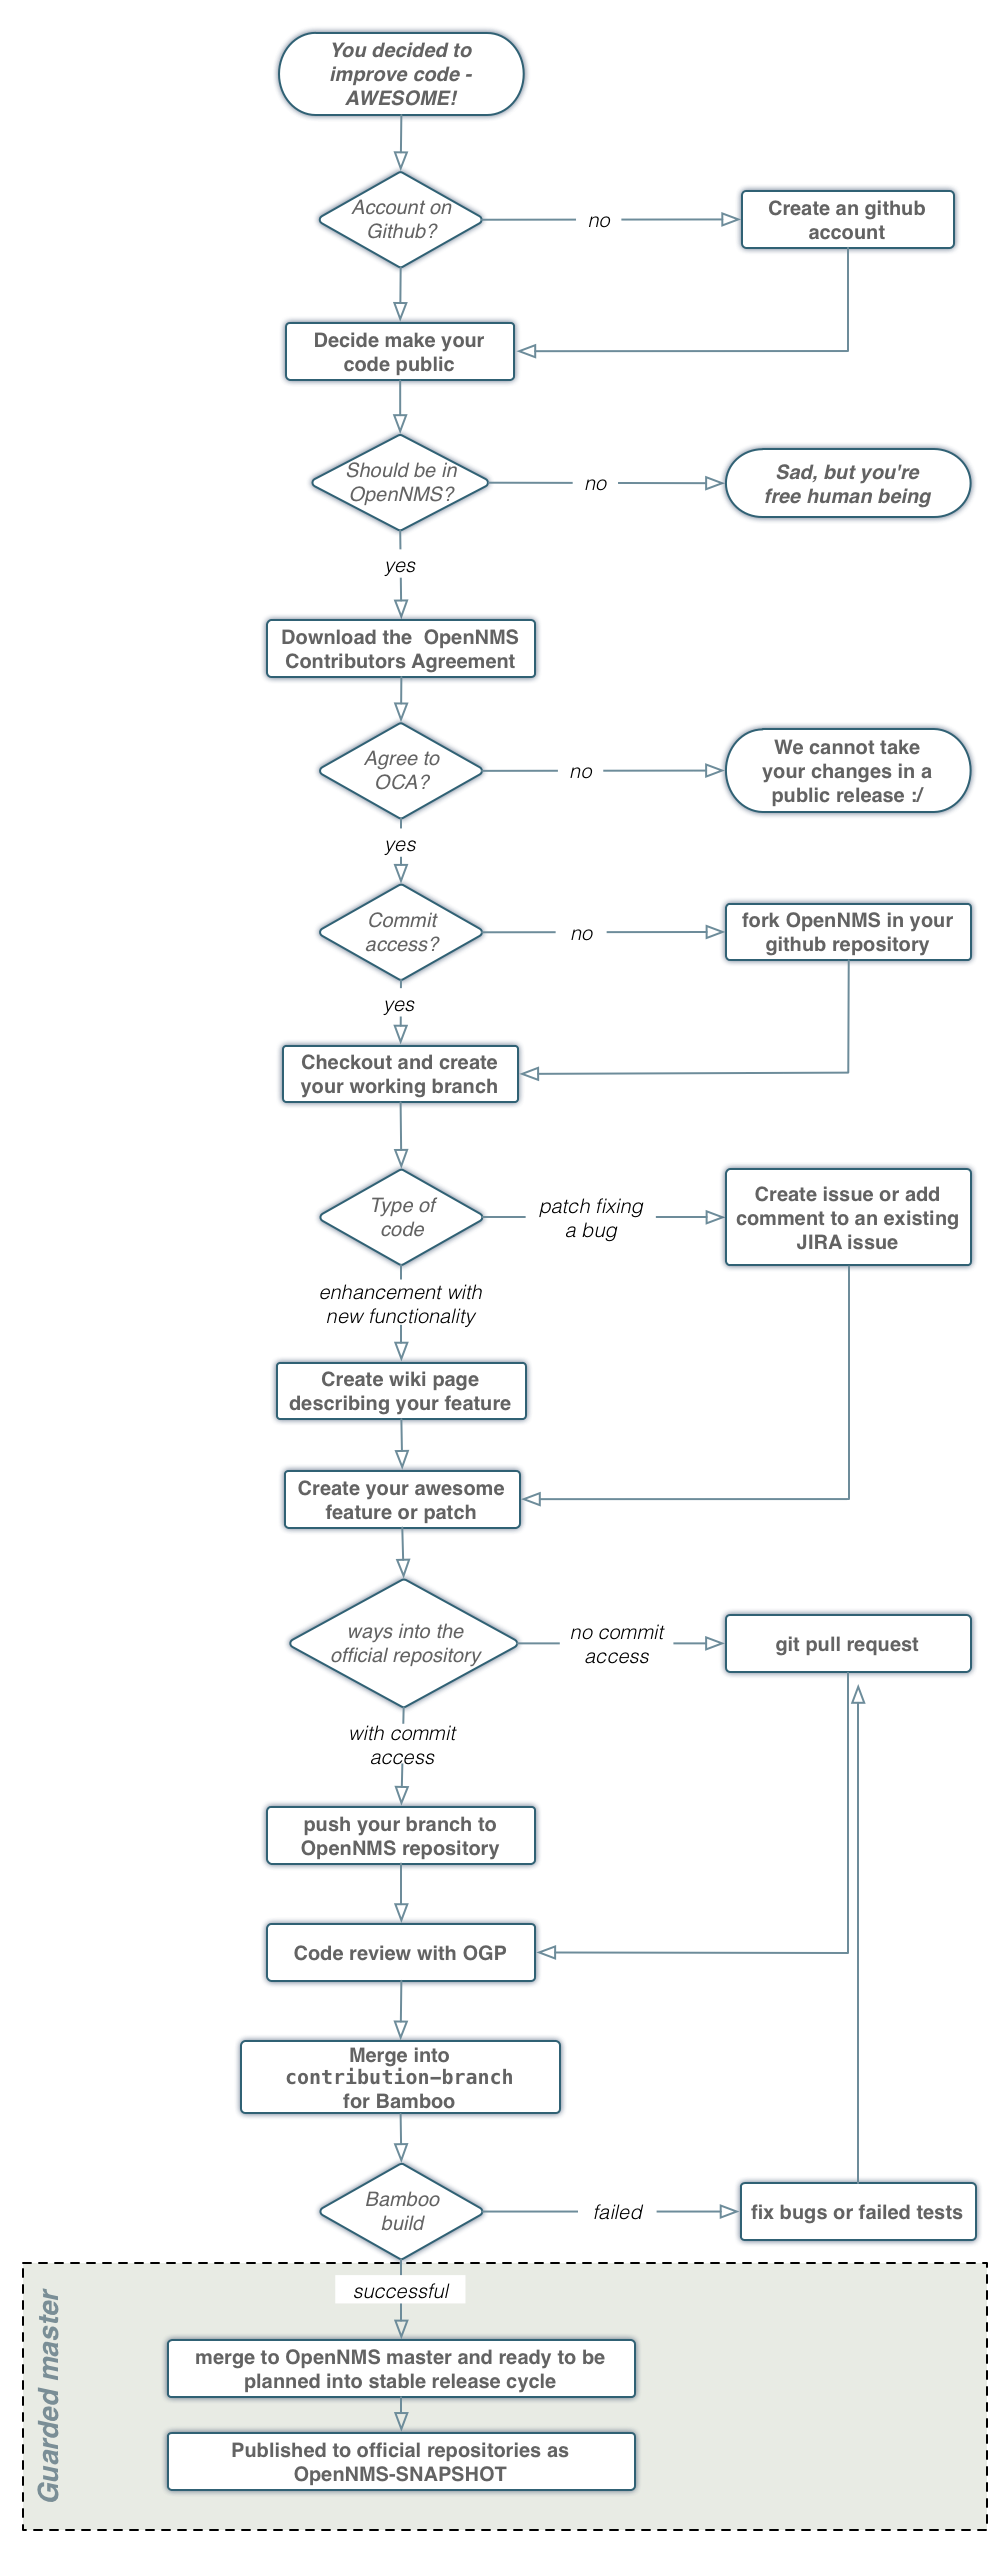 You decided to
improve code -
AWESOME!
Account on
Github?
no
Create an github
account
Decide make your
code public
Should be in
OpenNMS?
no
Sad, but you're
free human being
yes
Download the  OpenNMS
Contributors Agreement
Agree to
OCA?
no
We cannot take
your changes in a
public release :/
yes
Commit
access?
no
fork OpenNMS in your
github repository
yes
Checkout and create
your working branch
Type of
code
patch fixing
a bug
Create issue or add
comment to an existing
JIRA issue
enhancement with
new functionality
Create wiki page
describing your feature
Create your awesome
feature or patch
ways into the
official repository
no commit
access
git pull request
with commit
access
push your branch to
OpenNMS repository
Code review with OGP
Merge into
contribution-branch
for Bamboo
Bamboo
build
failed
fix bugs or failed tests
Guarded master
successful
merge to OpenNMS master and ready to be
planned into stable release cycle
Published to official repositories as
OpenNMS-SNAPSHOT